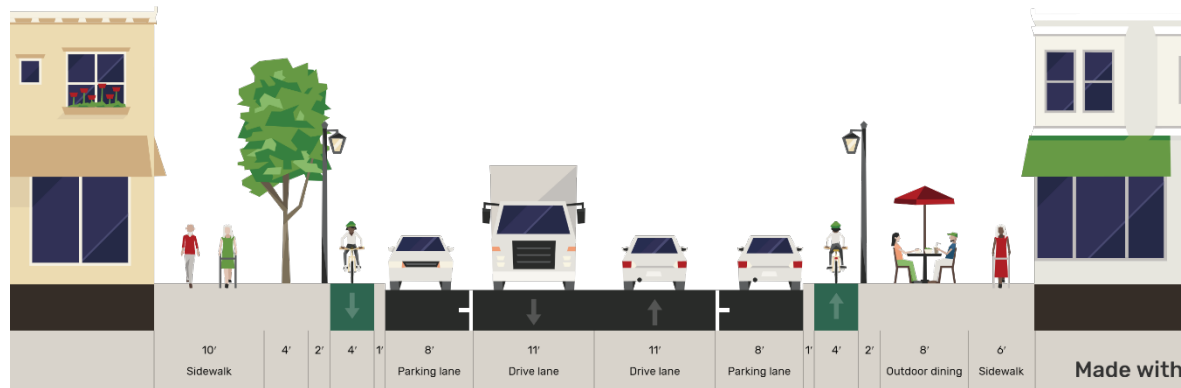 10′ 4′ 2′ 4′ 1′ 8′ 11′ 11′ 8′ 1′ 4′ 2′ 8′ 6′
Sidewalk Parking lane Drive lane Drive lane Parking lane Outdoor dining Sidewalk
Made with